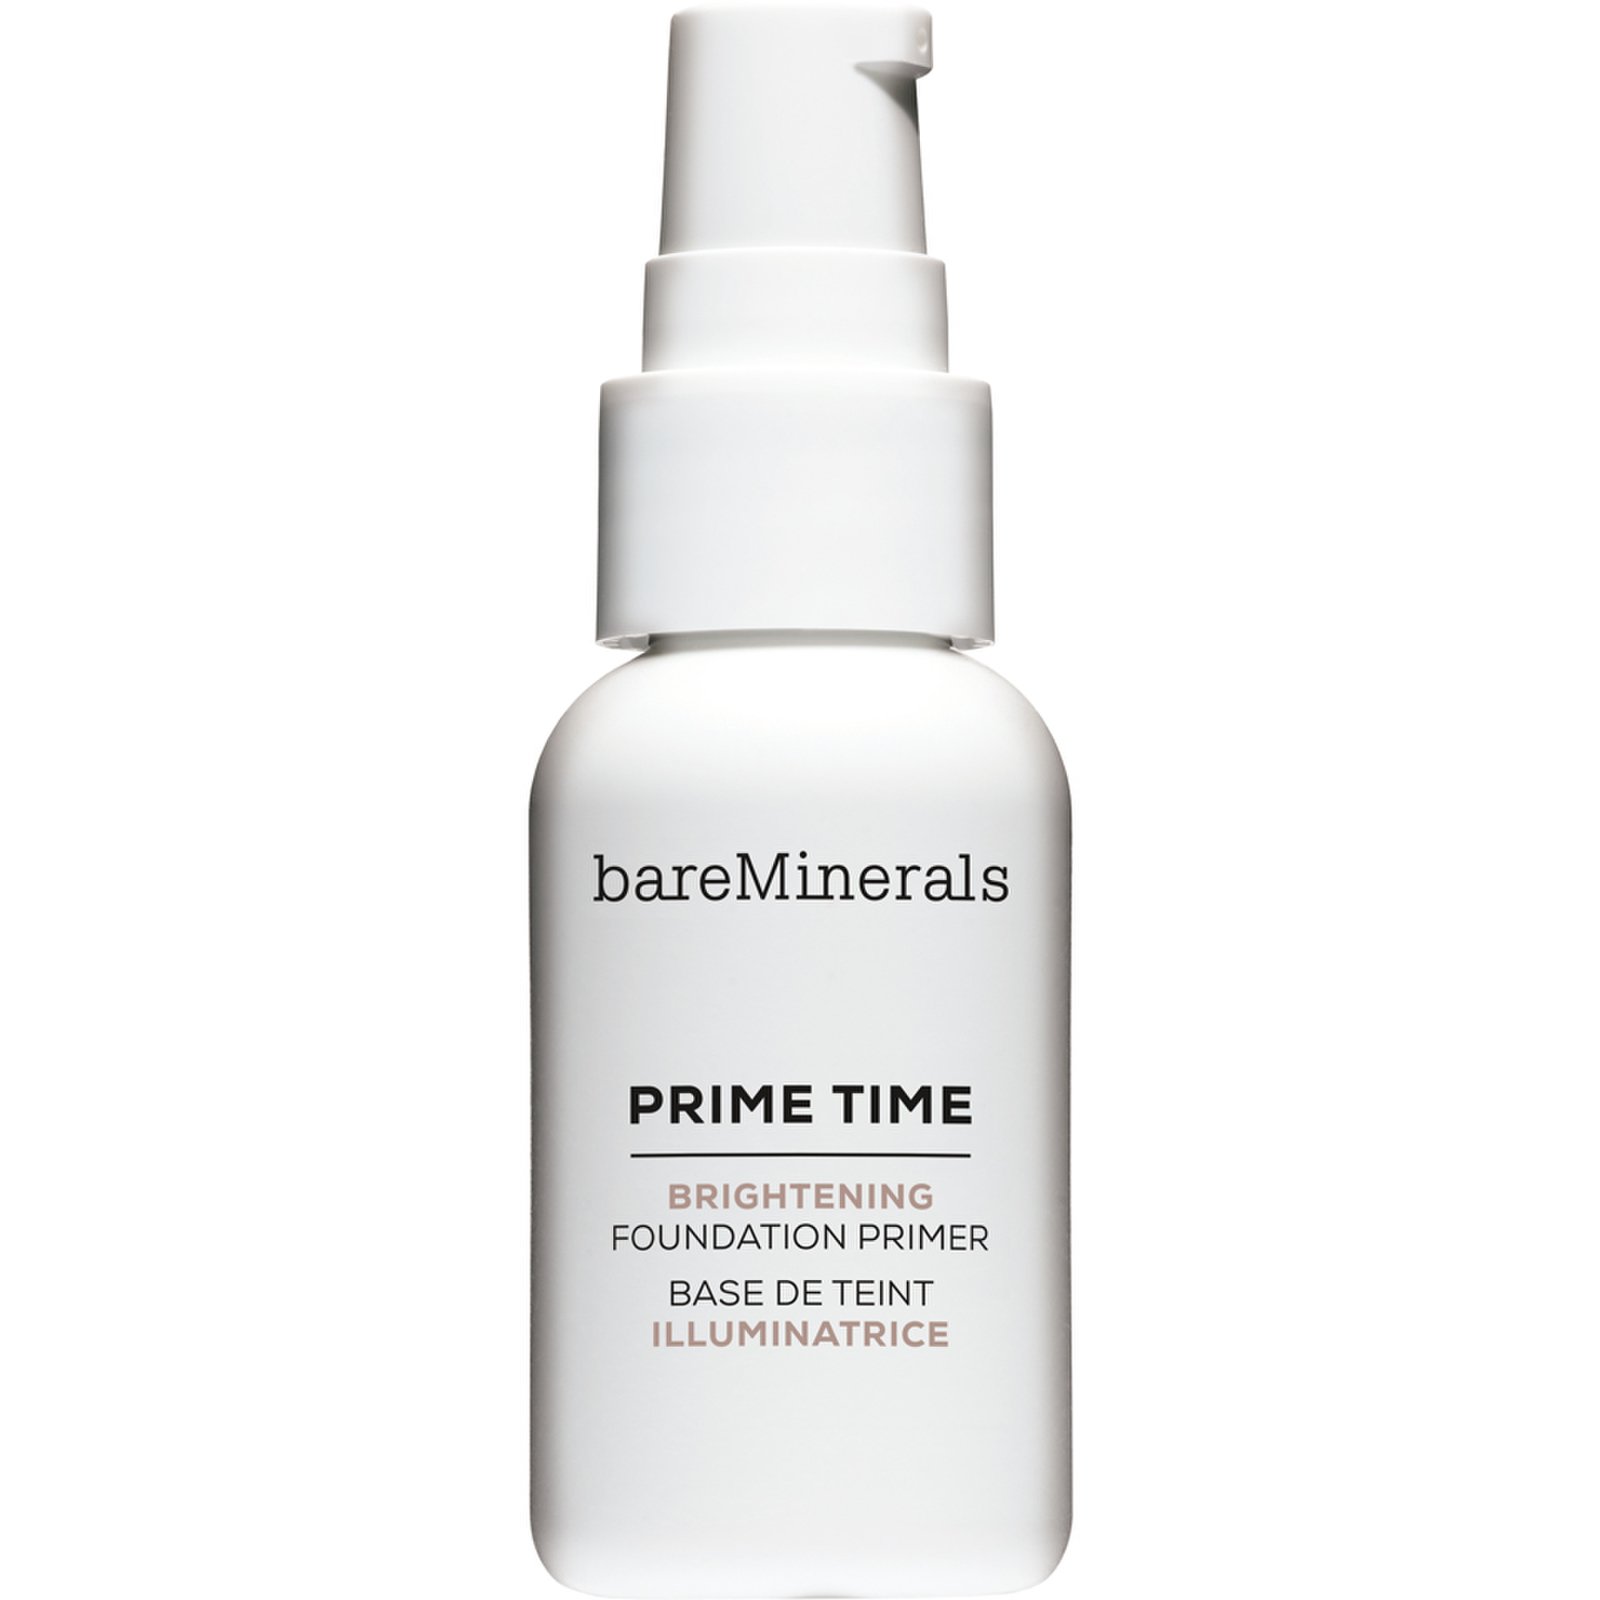 bareMinerals
PRIME TIME
BRIGHTENING
FOUNDATION PRIMER
BASE DE TEINT
ILLUMINATRICE